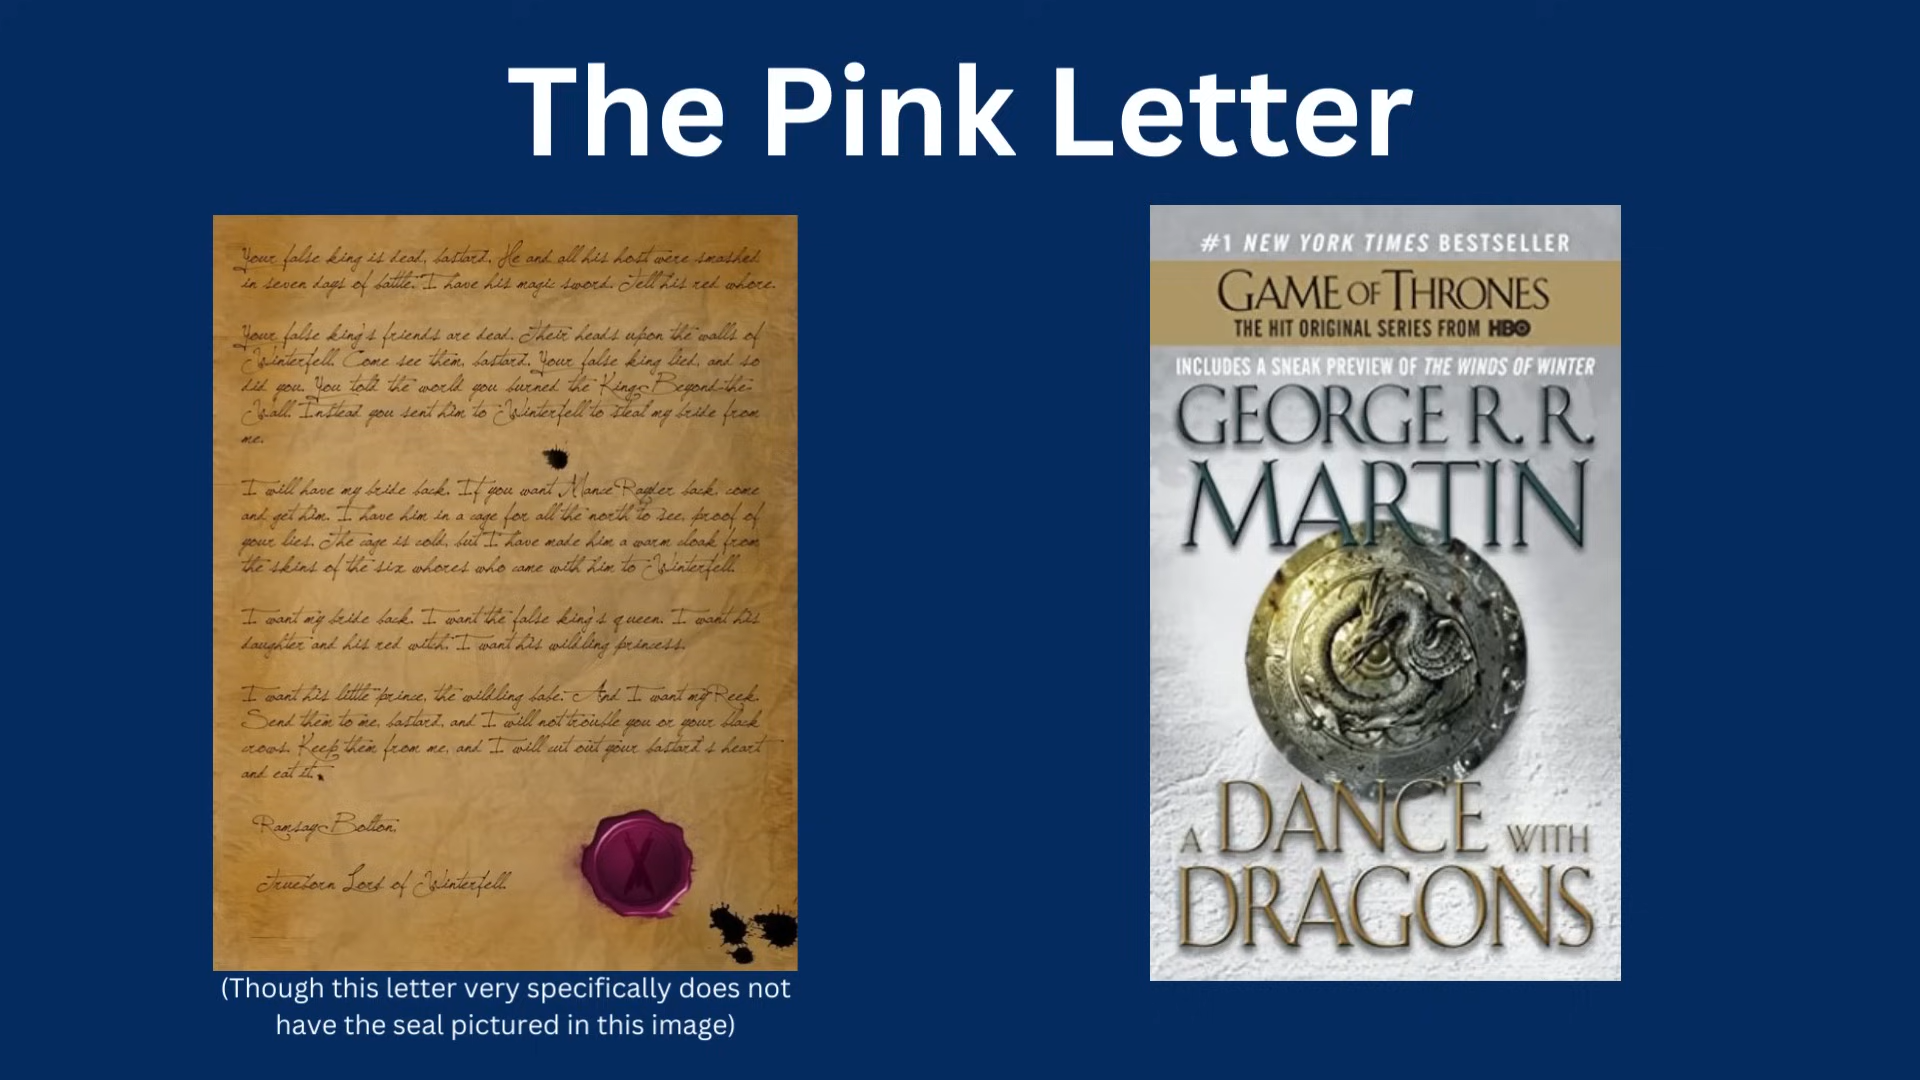 The Pink Letter
Your false king is dead, bastard. He and all his host were smashed
in seven days of battle. I have his magic sword. Tell his red whore.
Your false king's friends are dead. Their heads upon the walls of
Winterfell. Come see them, bastard. Your false king lied, and so
did you. You told the world you burned the King-Beyond-the-
Wall. Instead you sent him to Winterfell to steal my bride from
me.
I will have my bride back. If you want Mance Rayder back, come
and get him. I have him in a cage for all the north to see, proof of
your lies. The cage is cold, but I have made him a warm cloak from
the skins of the six whores who came with him to Winterfell.
I want my bride back. I want the false king's queen. I want his
daughter and his red witch. I want his wildling princess.
I want his little prince, the wildling babe. And I want my Reek.
Send them to me, bastard, and I will not trouble you or your black
crows. Keep them from me, and I will cut out your bastard's heart
and eat it.
Ramsay Bolton,
Trueborn Lord of Winterfell.
(Though this letter very specifically does not
have the seal pictured in this image)
#1 NEW YORK TIMES BESTSELLER
GAME OF THRONES
THE HIT ORIGINAL SERIES FROM HBO
INCLUDES A SNEAK PREVIEW OF THE WINDS OF WINTER
GEORGE R. R.
MARTIN
A DANCE WITH
DRAGONS